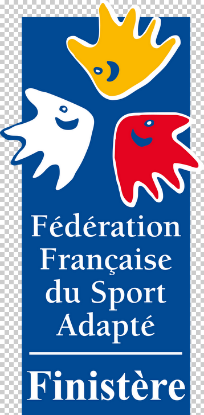 Fédération
Française
du Sport
Adapté
Finistère